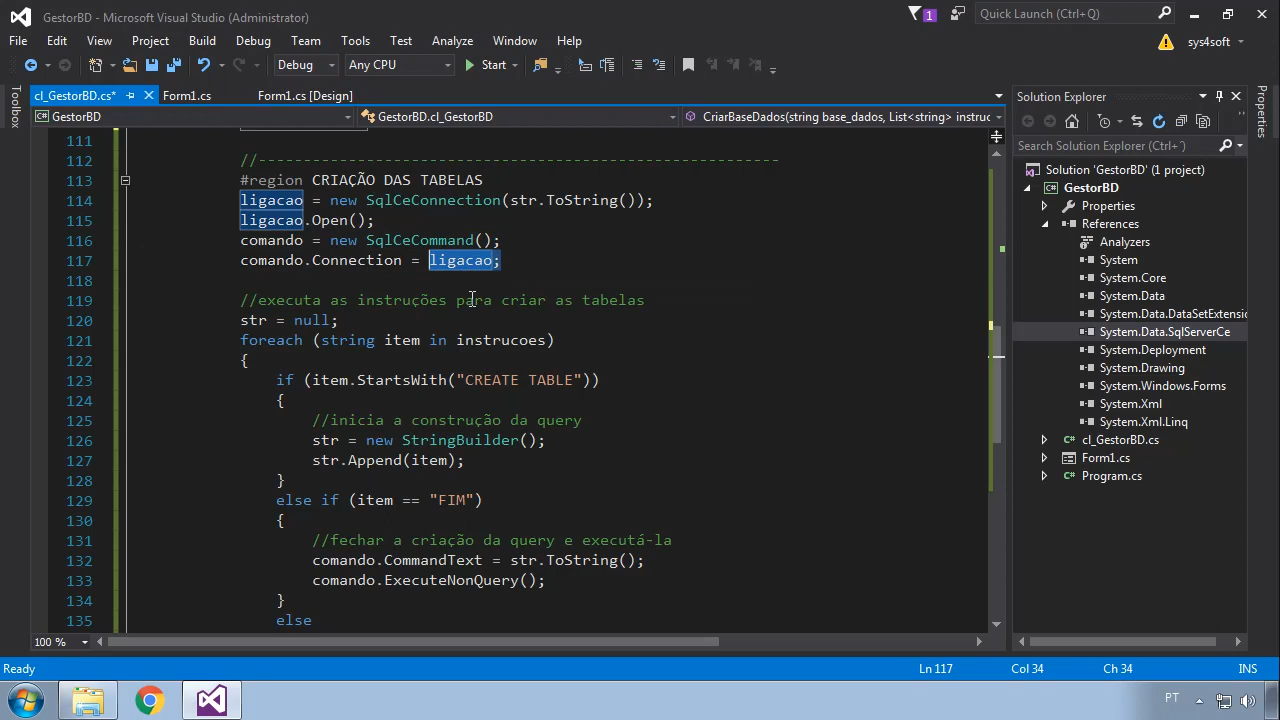 GestorBD - Microsoft Visual Studio (Administrator)
1
Quick Launch (Ctrl+Q)
File Edit View Project Build Debug Team Tools Test Analyze Window Help
sys4soft
Debug Any CPU Start
Toolbox
cl_GestorBD.cs* Form1.cs Form1.cs [Design]
GestorBD GestorBD.cl_GestorBD CriarBaseDados(string base_dados, List<string> instruc
111
112 //----------------------------------------------------------
113 #region CRIAÇÃO DAS TABELAS
114 ligacao = new SqlCeConnection(str.ToString());
115 ligacao.Open();
116 comando = new SqlCeCommand();
117 comando.Connection = ligacao;
118
119 //executa as instruções para criar as tabelas
120 str = null;
121 foreach (string item in instrucoes)
122 {
123 if (item.StartsWith("CREATE TABLE"))
124 {
125 //inicia a construção da query
126 str = new StringBuilder();
127 str.Append(item);
128 }
129 else if (item == "FIM")
130 {
131 //fechar a criação da query e executá-la
132 comando.CommandText = str.ToString();
133 comando.ExecuteNonQuery();
134 }
135 else
100 %
Solution Explorer
Search Solution Explorer (Ctrl+´)
Solution 'GestorBD' (1 project)
GestorBD
Properties
References
Analyzers
System
System.Core
System.Data
System.Data.DataSetExtensio
System.Data.SqlServerCe
System.Deployment
System.Drawing
System.Windows.Forms
System.Xml
System.Xml.Linq
cl_GestorBD.cs
Form1.cs
Program.cs
Properties
Ready Ln 117 Col 34 Ch 34 INS
PT